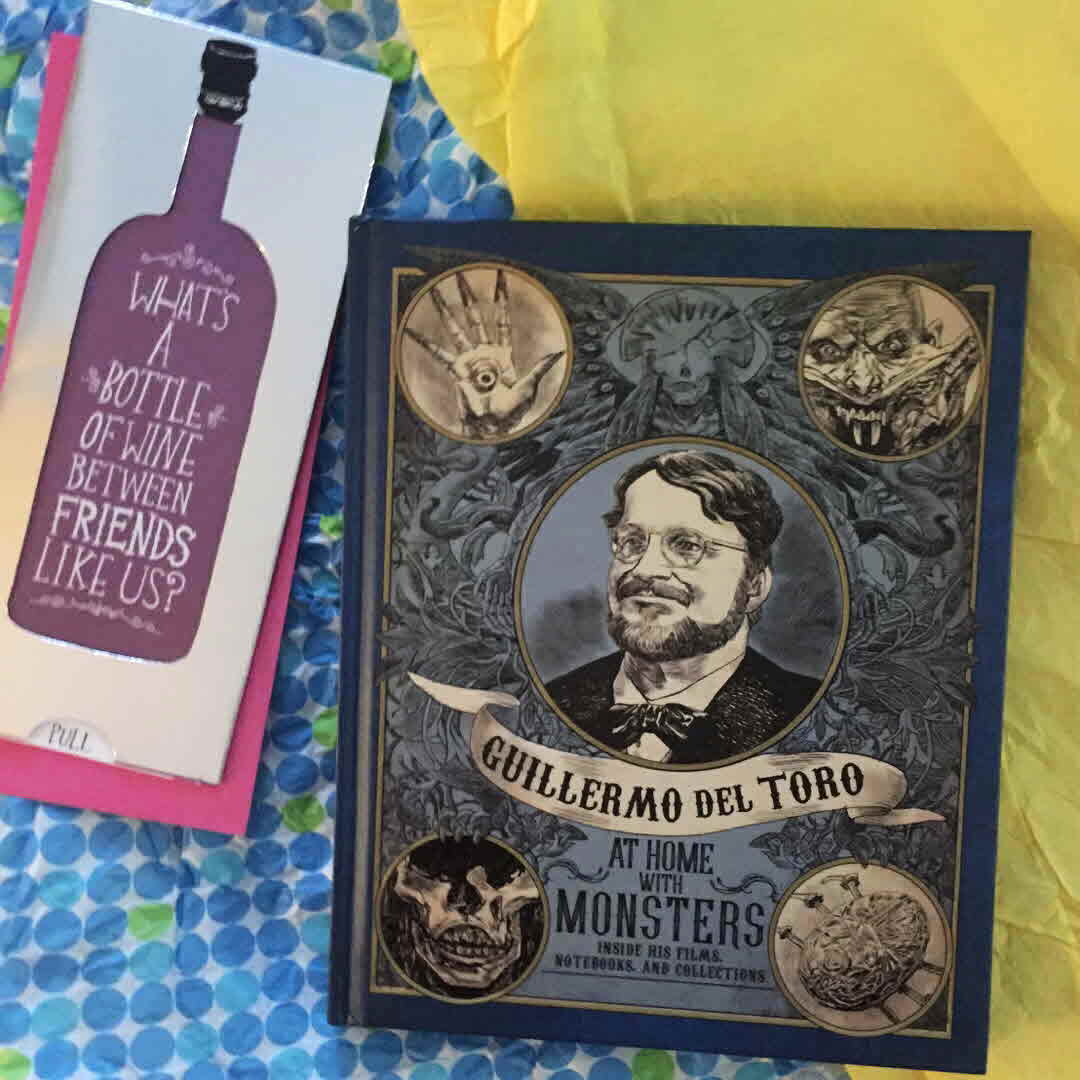 WHAT'S
A
BOTTLE
OF WINE
BETWEEN
FRIENDS
LIKE US?
PULL
GUILLERMO DEL TORO
AT HOME
WITH
MONSTERS
INSIDE HIS FILMS,
NOTEBOOKS, AND COLLECTIONS